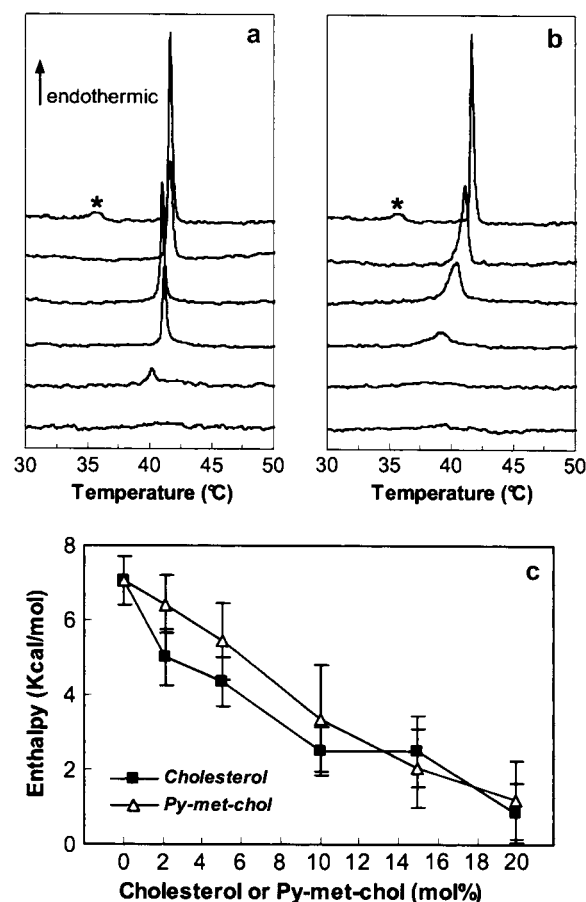 a
b
endothermic
*
*
30 35 40 45 50
30 35 40 45 50
Temperature (°C)
Temperature (°C)
c
8
6
4
2
0
Enthalpy (Kcal/mol)
Cholesterol
Py-met-chol
0 2 4 6 8 10 12 14 16 18 20
Cholesterol or Py-met-chol (mol%)